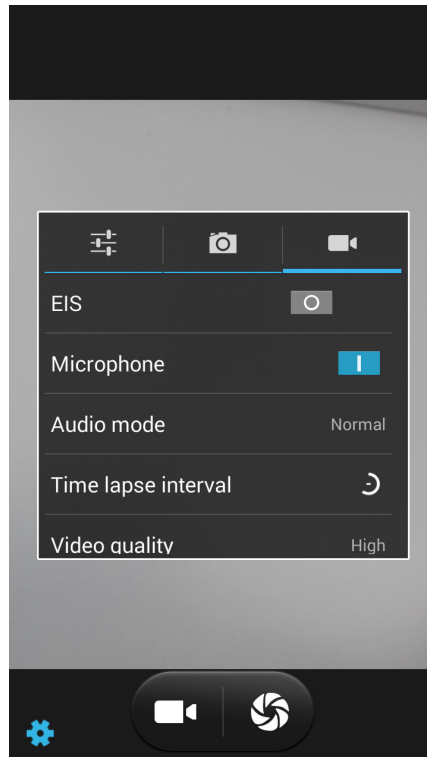 EIS
Microphone
Audio mode Normal
Time lapse interval
Video quality High